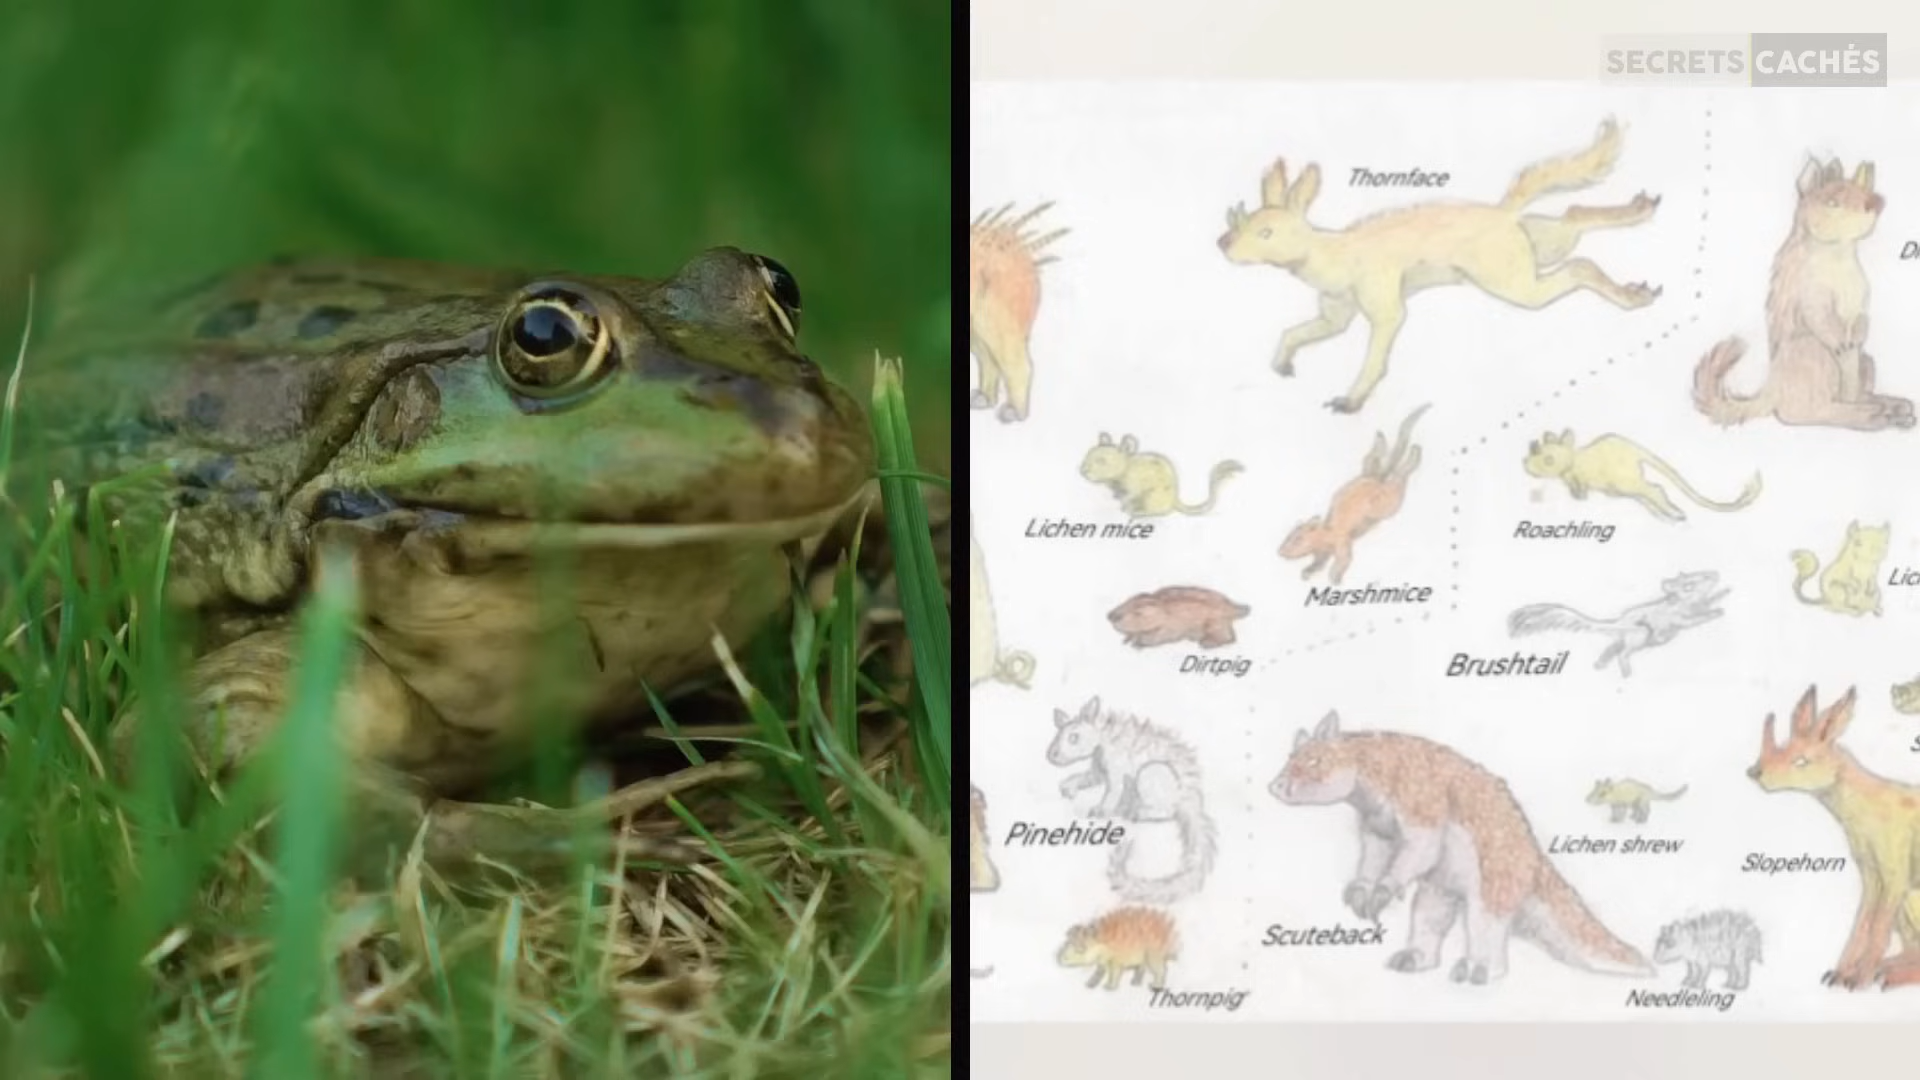 SECRETS CACHÉS
Thornface
Lichen mice
Roachling
Marshmice
Dirtpig
Brushtail
Pinehide
Lichen shrew
Slopehorn
Scuteback
Thornpig
Needleling